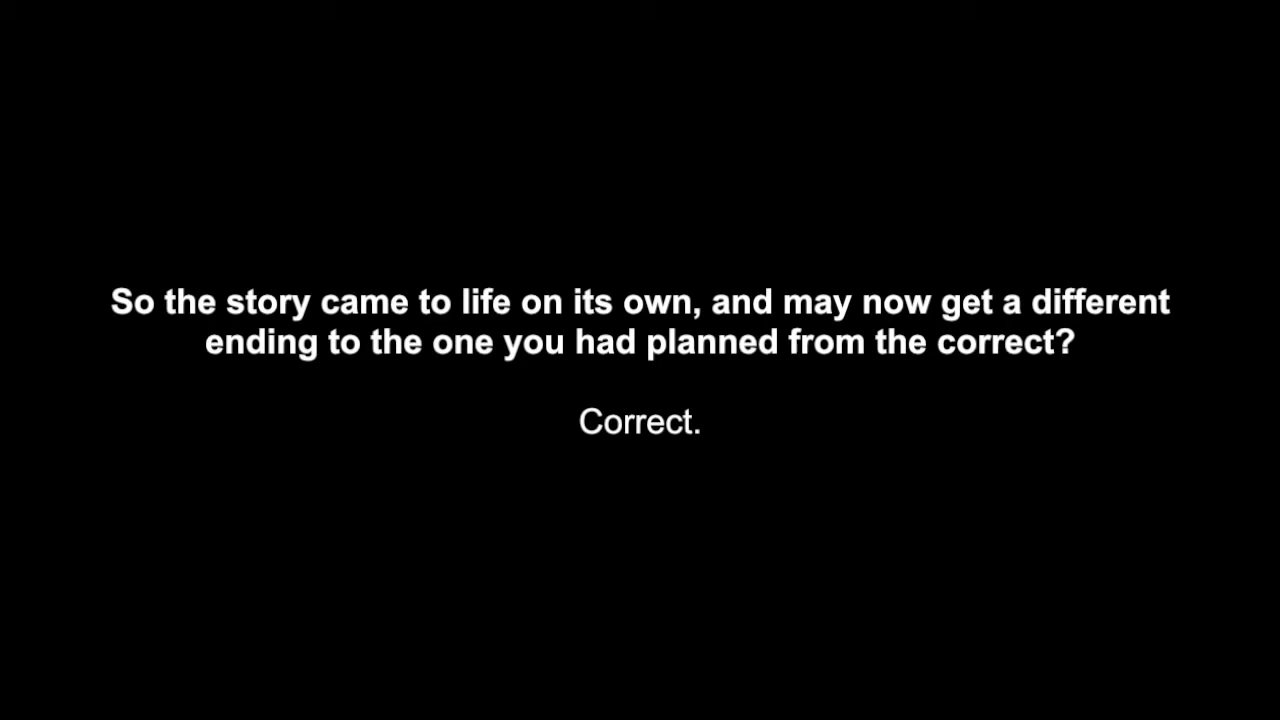 So the story came to life on its own, and may now get a different
ending to the one you had planned from the correct?
Correct.